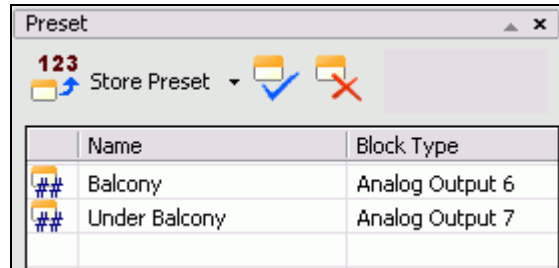 Preset
123
Store Preset
Name Block Type
## Balcony Analog Output 6
## Under Balcony Analog Output 7